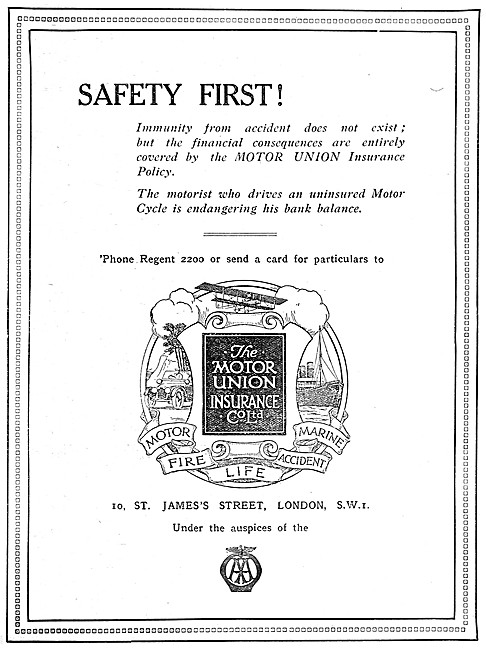 SAFETY FIRST!
Immunity from accident does not exist;
but the financial consequences are entirely
covered by the MOTOR UNION Insurance
Policy.
The motorist who drives an uninsured Motor
Cycle is endangering his bank balance.
'Phone Regent 2200 or send a card for particulars to
The
MOTOR
UNION
INSURANCE
Co Ltd
MOTOR
FIRE
LIFE
ACCIDENT
MARINE
10, ST. JAMES'S STREET, LONDON, S.W.1.
Under the auspices of the
AA